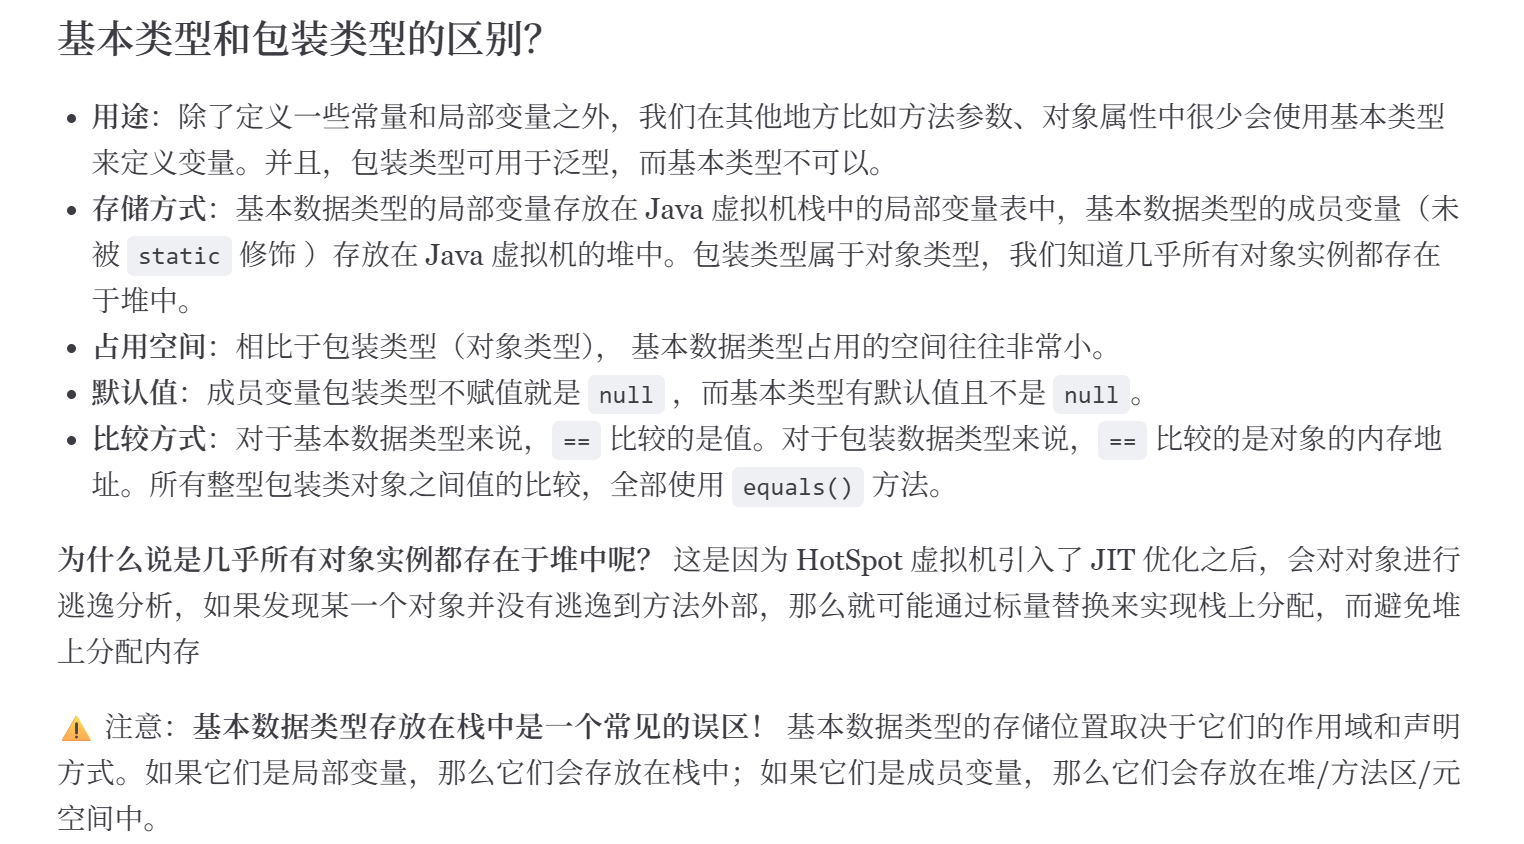 基本类型和包装类型的区别？
• 用途：除了定义一些常量和局部变量之外，我们在其他地方比如方法参数、对象属性中很少会使用基本类型
来定义变量。并且，包装类型可用于泛型，而基本类型不可以。
• 存储方式：基本数据类型的局部变量存放在 Java 虚拟机栈中的局部变量表中，基本数据类型的成员变量（未
被 static 修饰 ）存放在 Java 虚拟机的堆中。包装类型属于对象类型，我们知道几乎所有对象实例都存在
于堆中。
• 占用空间：相比于包装类型（对象类型）， 基本数据类型占用的空间往往非常小。
• 默认值：成员变量包装类型不赋值就是 null ，而基本类型有默认值且不是 null 。
• 比较方式：对于基本数据类型来说， == 比较的是值。对于包装数据类型来说， == 比较的是对象的内存地
址。所有整型包装类对象之间值的比较，全部使用 equals() 方法。
为什么说是几乎所有对象实例都存在于堆中呢？ 这是因为 HotSpot 虚拟机引入了 JIT 优化之后，会对对象进行
逃逸分析，如果发现某一个对象并没有逃逸到方法外部，那么就可能通过标量替换来实现栈上分配，而避免堆
上分配内存
⚠️ 注意：基本数据类型存放在栈中是一个常见的误区！ 基本数据类型的存储位置取决于它们的作用域和声明
方式。如果它们是局部变量，那么它们会存放在栈中；如果它们是成员变量，那么它们会存放在堆/方法区/元
空间中。